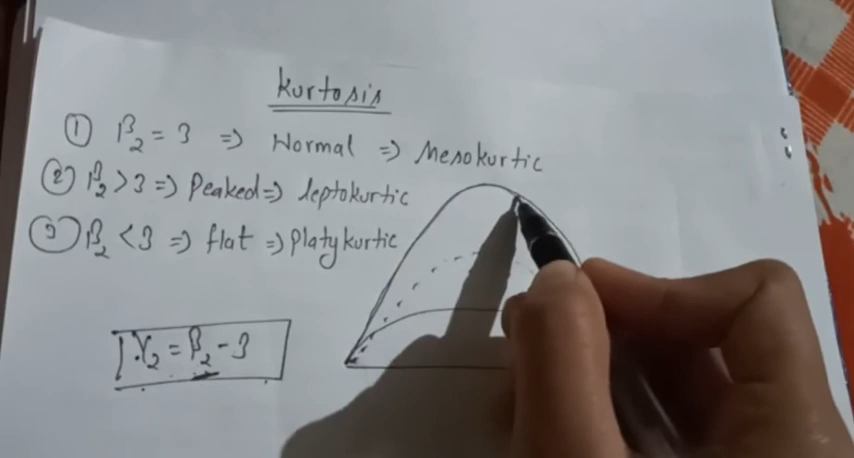 Kurtosis
① β₂ = 3 => Normal => Mesokurtic
② β₂ > 3 => Peaked => leptokurtic
③ β₂ < 3 => flat => Platykurtic
γ₂ = β₂ - 3